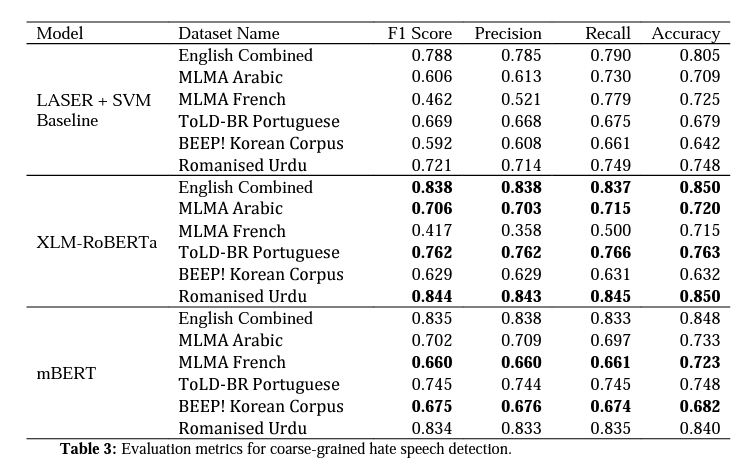 Model Dataset Name F1 Score Precision Recall Accuracy
LASER + SVM Baseline
English Combined 0.788 0.785 0.790 0.805
MLMA Arabic 0.606 0.613 0.730 0.709
MLMA French 0.462 0.521 0.779 0.725
ToLD-BR Portuguese 0.669 0.668 0.675 0.679
BEEP! Korean Corpus 0.592 0.608 0.661 0.642
Romanised Urdu 0.721 0.714 0.749 0.748
XLM-RoBERTa
English Combined 0.838 0.838 0.837 0.850
MLMA Arabic 0.706 0.703 0.715 0.720
MLMA French 0.417 0.358 0.500 0.715
ToLD-BR Portuguese 0.762 0.762 0.766 0.763
BEEP! Korean Corpus 0.629 0.629 0.631 0.632
Romanised Urdu 0.844 0.843 0.845 0.850
mBERT
English Combined 0.835 0.838 0.833 0.848
MLMA Arabic 0.702 0.709 0.697 0.733
MLMA French 0.660 0.660 0.661 0.723
ToLD-BR Portuguese 0.745 0.744 0.745 0.748
BEEP! Korean Corpus 0.675 0.676 0.674 0.682
Romanised Urdu 0.834 0.833 0.835 0.840
Table 3: Evaluation metrics for coarse-grained hate speech detection.